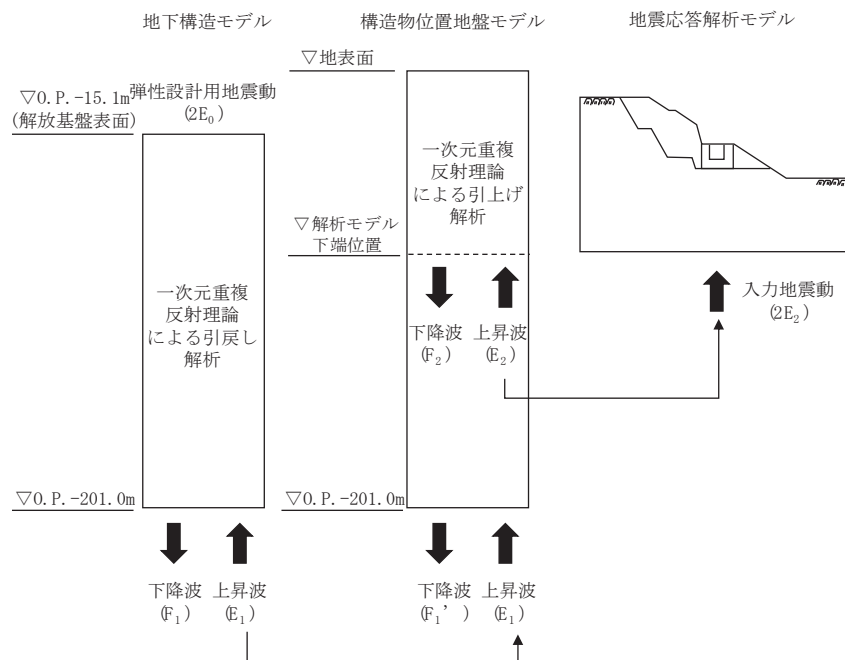 地下構造モデル
▽O.P.-15.1m
(解放基盤表面)
弾性設計用地震動
(2E₀)
一次元重複
反射理論
による引戻し
解析
▽O.P.-201.0m
下降波
(F₁)
上昇波
(E₁)
構造物位置地盤モデル
▽地表面
一次元重複
反射理論
による引上げ
解析
▽解析モデル
下端位置
下降波
(F₂)
上昇波
(E₂)
▽O.P.-201.0m
下降波
(F₁’)
上昇波
(E₁)
地震応答解析モデル
入力地震動
(2E₂)